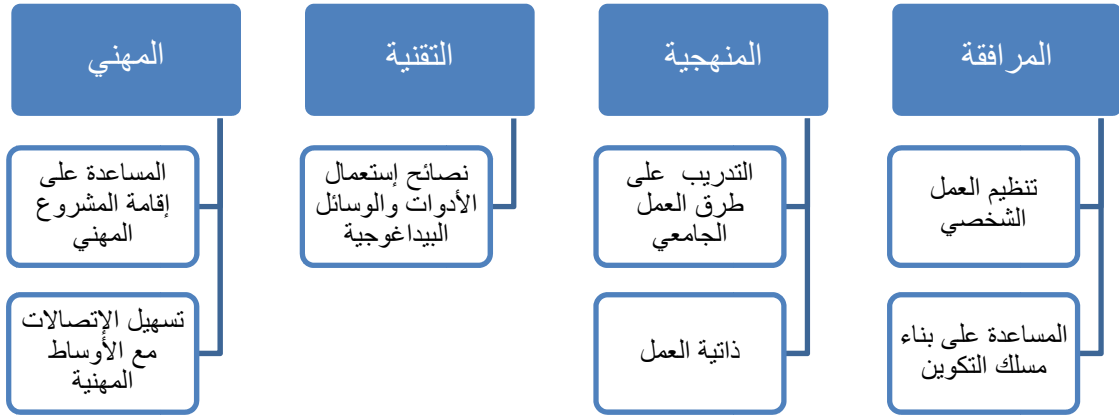 المرافقة
تنظيم العمل
الشخصي
المساعدة على بناء
مسلك التكوين
المنهجية
التدريب على
طرق العمل
الجامعي
ذاتية العمل
التقنية
نصائح إستعمال
الأدوات والوسائل
البيداغوجية
المهني
المساعدة على
إقامة المشروع
المهني
تسهيل الإتصالات
مع الأوساط
المهنية